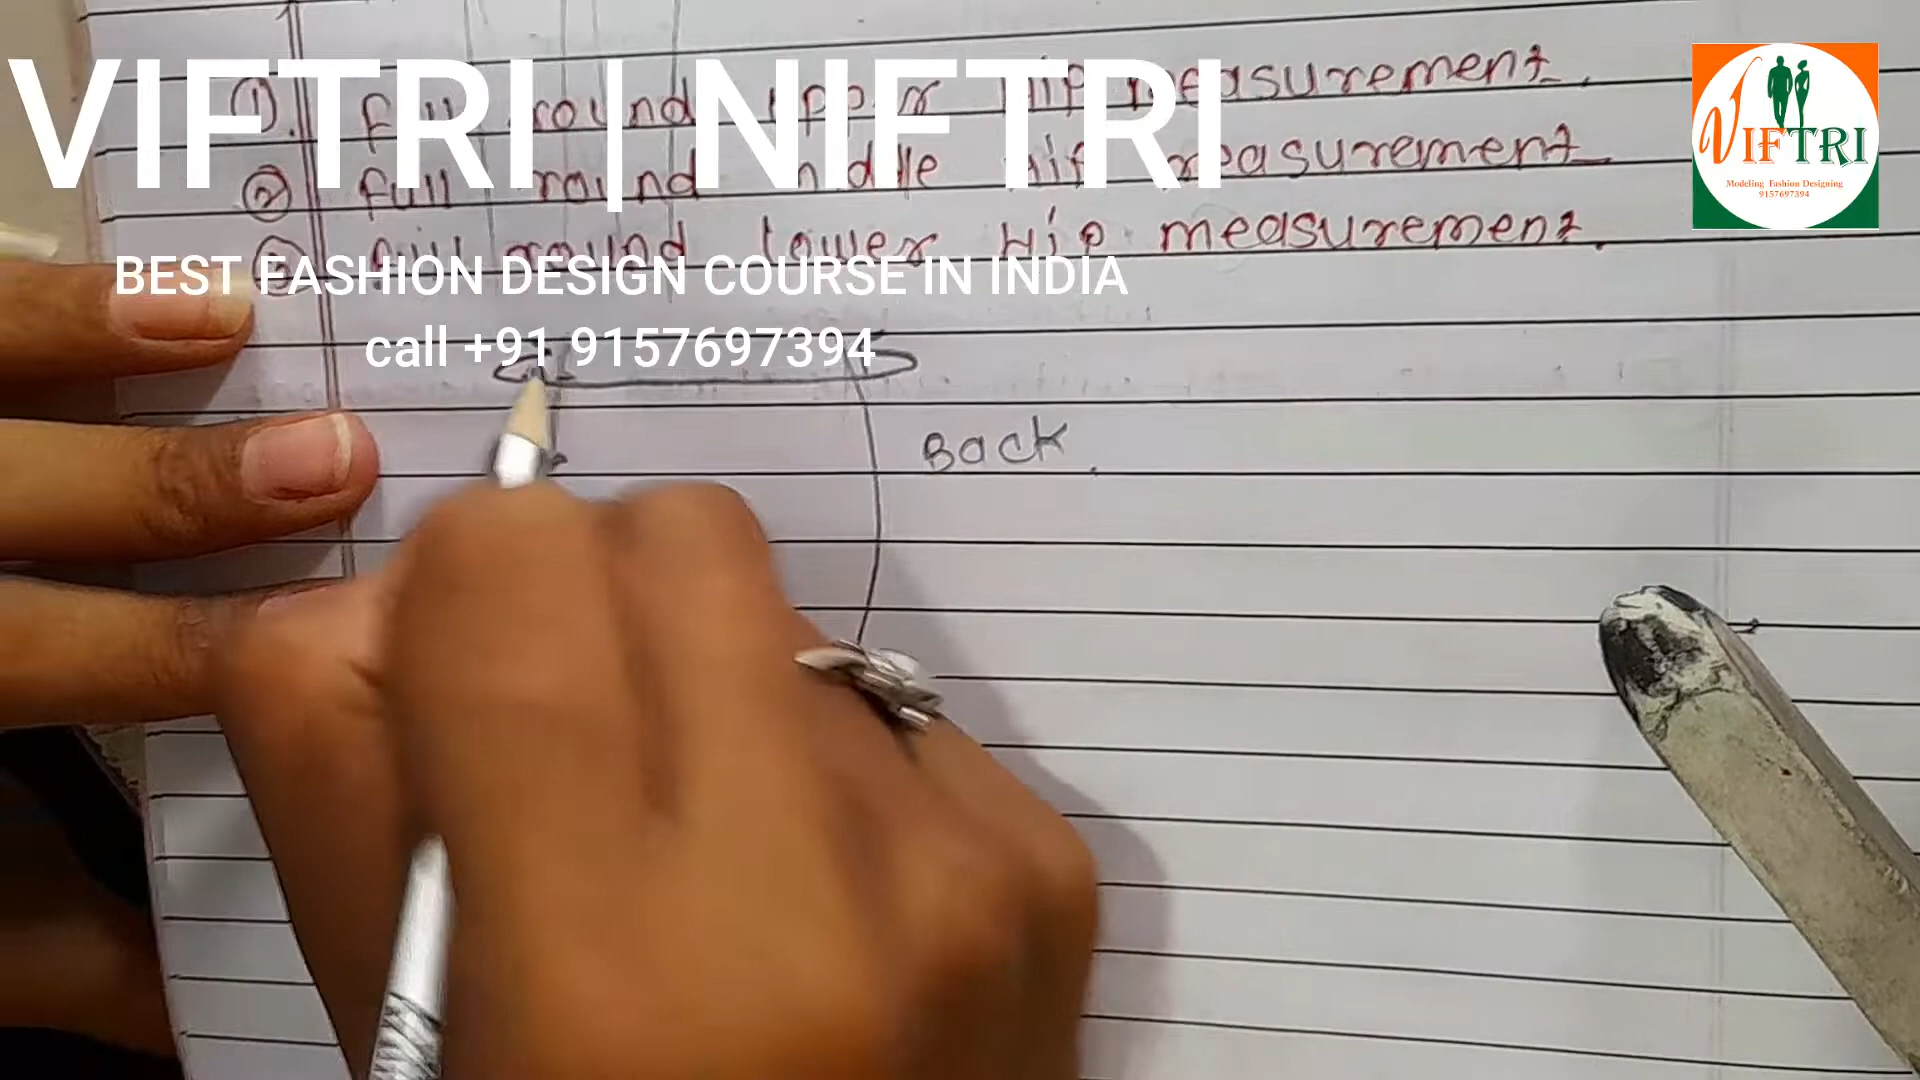 VIFTRI | NIFTRI
① full round upper Hip measurement.
② full round middle Hip measurement
③ full round lower Hip measurement.
BEST FASHION DESIGN COURSE IN INDIA
call +91 9157697394
Back.
VIFTRI
Modeling Fashion Designing
9157697394